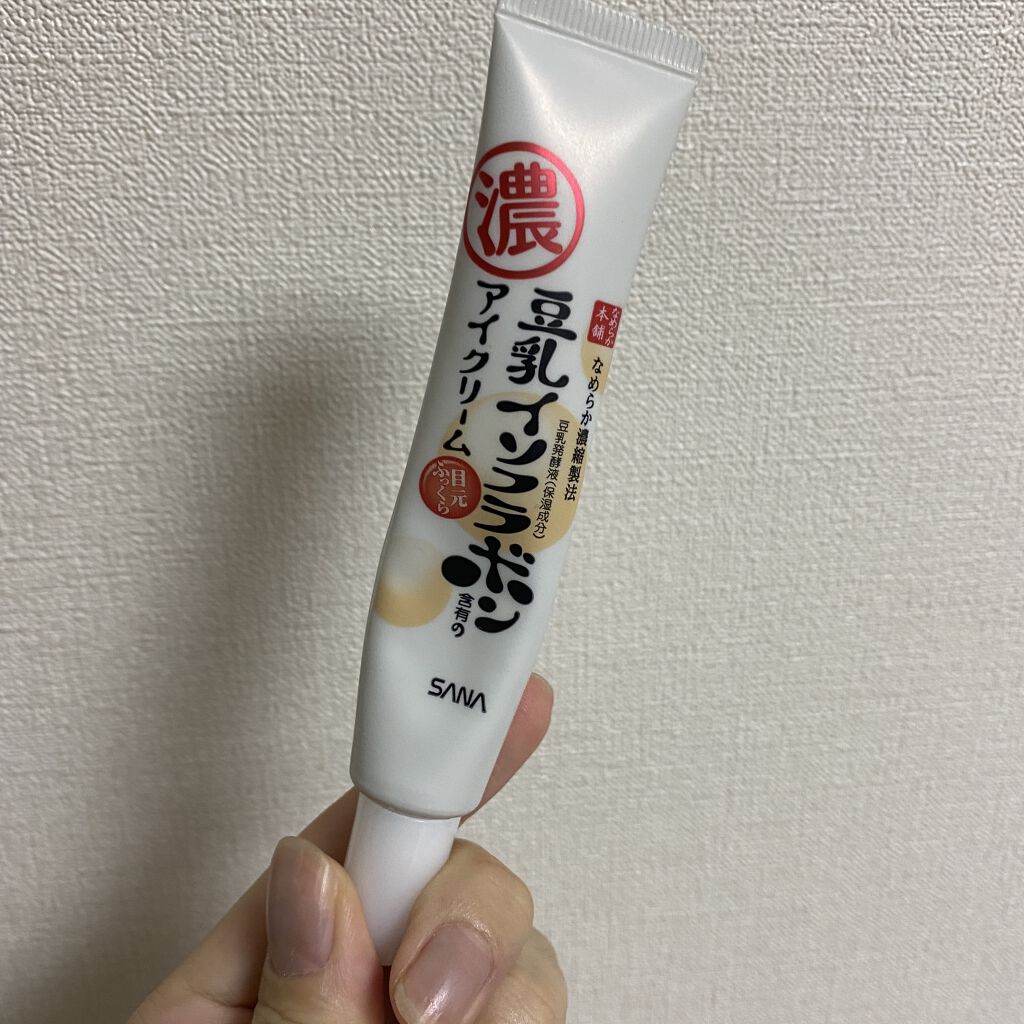 濃
なめらか
本舗
なめらか濃縮製法
豆乳発酵液(保湿成分)
豆乳イソフラボン
含有の
アイクリーム
目元
ふっくら
SANA